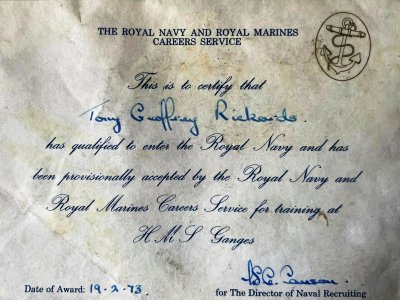 THE ROYAL NAVY AND ROYAL MARINES
CAREERS SERVICE
This is to certify that
Tony Geoffrey Rickards.
has qualified to enter the Royal Navy and has
been provisionally accepted by the Royal Navy and
Royal Marines Careers Service for training at
H M S Ganges
Date of Award: 19.2.73
for The Director of Naval Recruiting